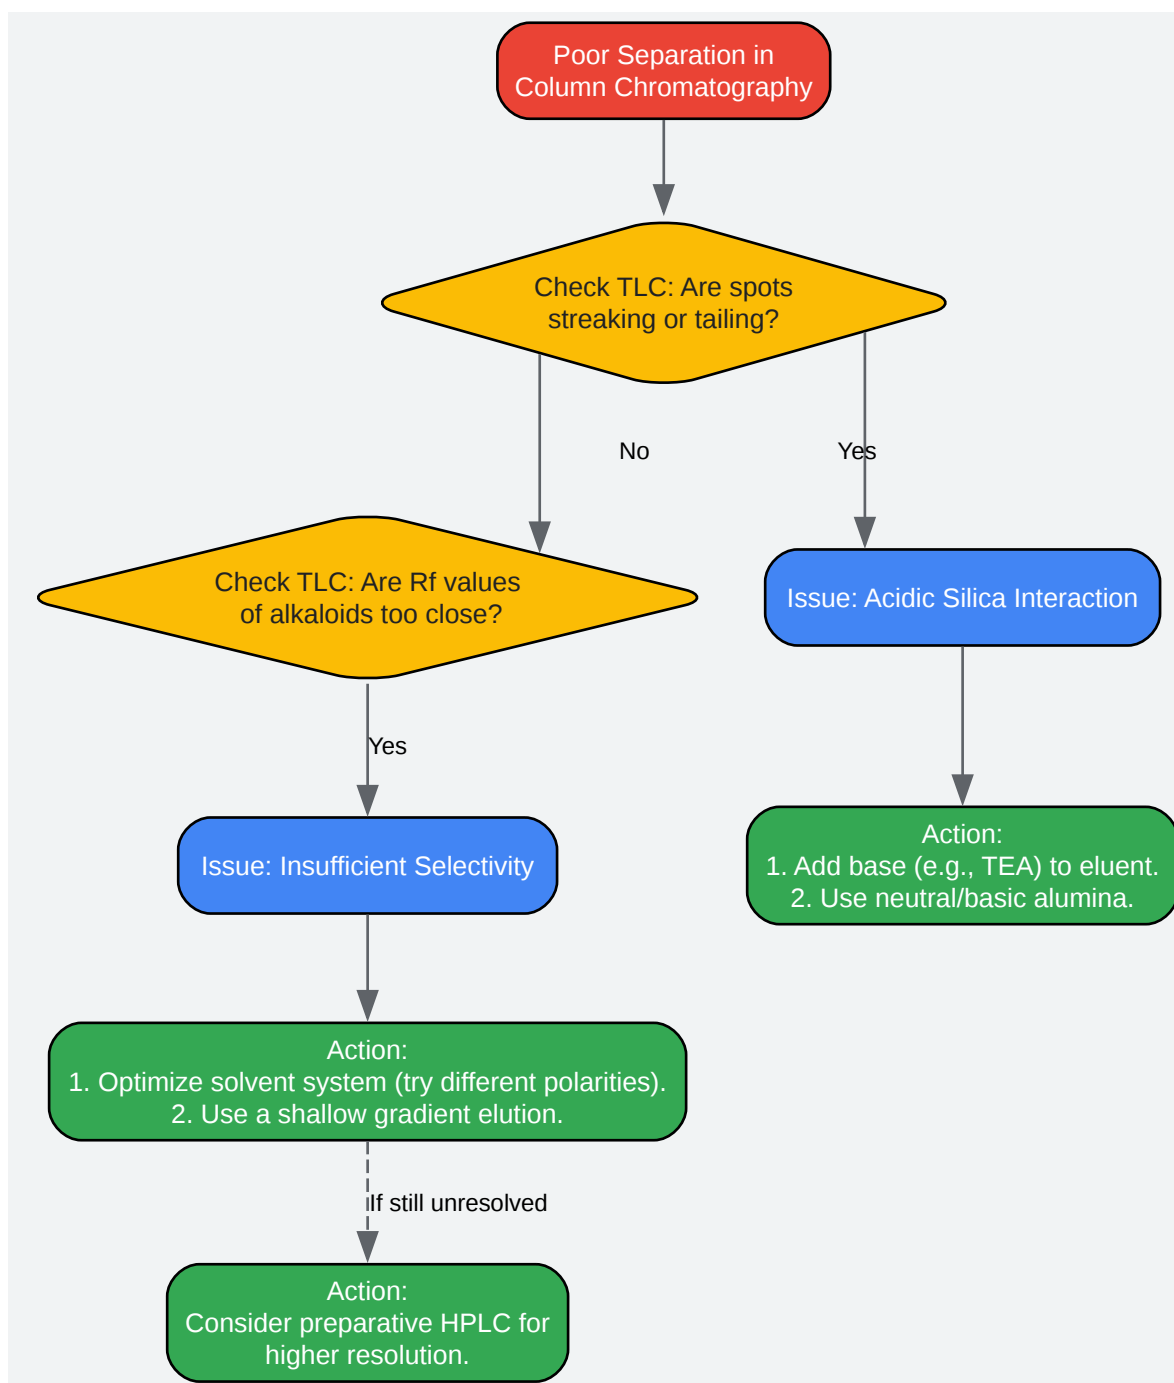 Poor Separation in
Column Chromatography
Check TLC: Are spots
streaking or tailing?
No
Yes
Check TLC: Are Rf values
of alkaloids too close?
Issue: Acidic Silica Interaction
Yes
Issue: Insufficient Selectivity
Action:
1. Add base (e.g., TEA) to eluent.
2. Use neutral/basic alumina.
Action:
1. Optimize solvent system (try different polarities).
2. Use a shallow gradient elution.
If still unresolved
Action:
Consider preparative HPLC for
higher resolution.